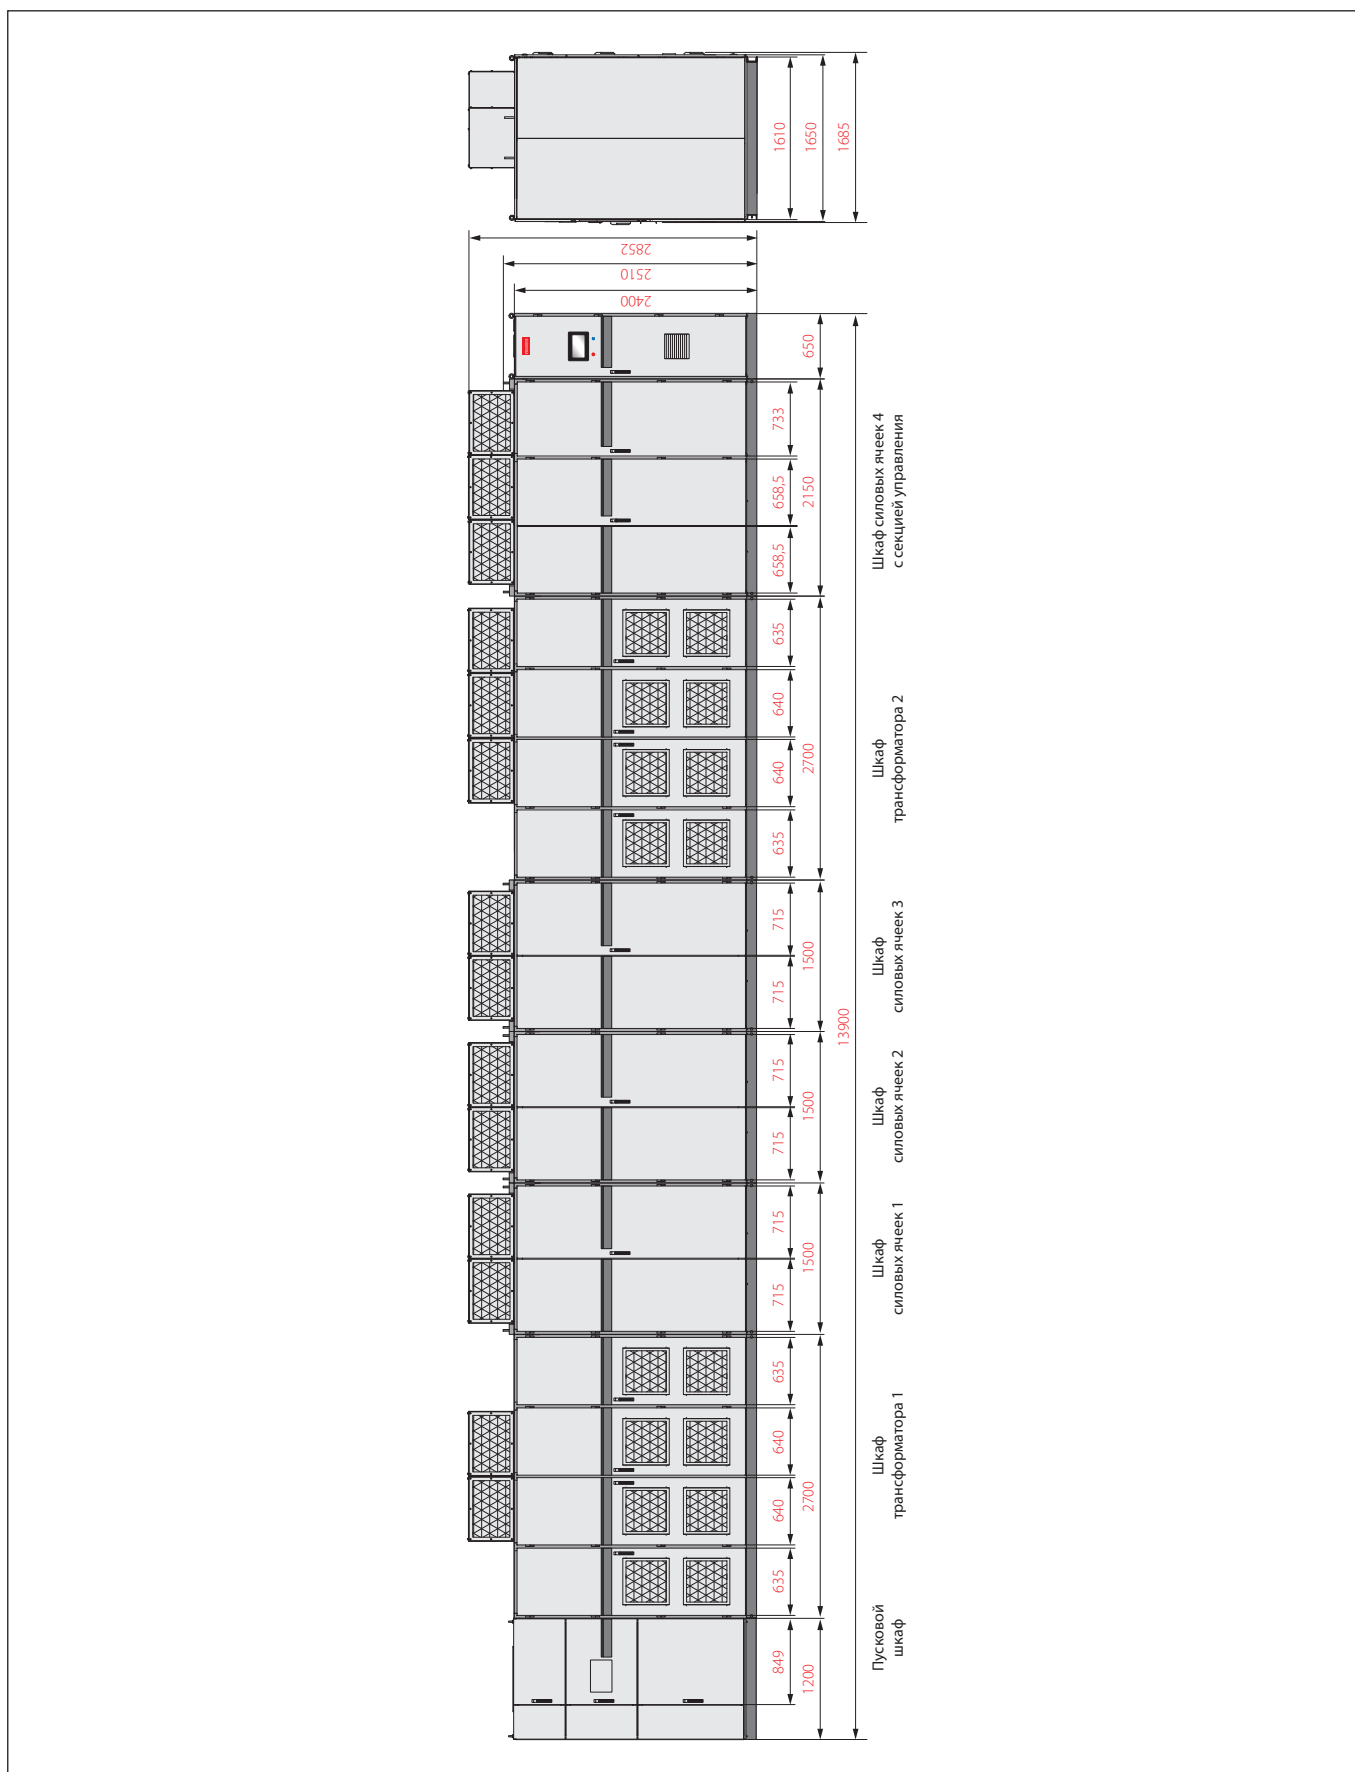 1610
1650
1685
2852
2510
2400
650
733
658,5
658,5
2150
635
640
640
635
2700
715
715
1500
715
715
1500
715
715
1500
635
640
640
635
2700
849
1200
13900
Шкаф силовых ячеек 4
с секцией управления
Шкаф
трансформатора 2
Шкаф
силовых ячеек 3
Шкаф
силовых ячеек 2
Шкаф
силовых ячеек 1
Шкаф
трансформатора 1
Пусковой
шкаф